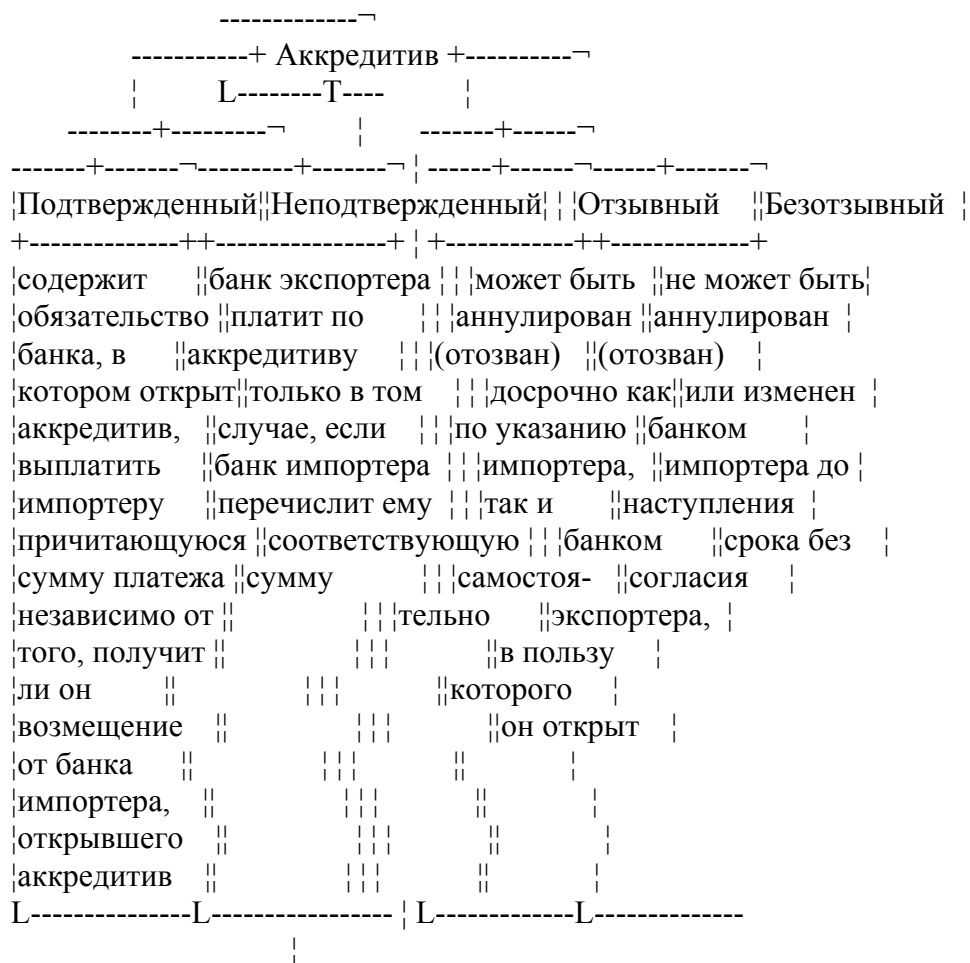 -------------¬
-----------+ Аккредитив +----------¬
¦ L--------T---- ¦
--------+---------¬ ¦ -------+------¬
-------+-------¬---------+-------¬ ¦ ------+------¬------+-------¬
¦Подтвержденный¦¦Неподтвержденный¦ ¦ ¦Отзывный ¦¦Безотзывный ¦
+--------------++----------------+ ¦ +------------++-------------+
¦содержит ¦¦банк экспортера ¦ ¦ ¦может быть ¦¦не может быть¦
¦обязательство ¦¦платит по ¦ ¦ ¦аннулирован ¦¦аннулирован ¦
¦банка, в ¦¦аккредитиву ¦ ¦ ¦(отозван) ¦¦(отозван) ¦
¦котором открыт¦¦только в том ¦ ¦ ¦досрочно как¦¦или изменен ¦
¦аккредитив, ¦¦случае, если ¦ ¦ ¦по указанию ¦¦банком ¦
¦выплатить ¦¦банк импортера ¦ ¦ ¦импортера, ¦¦импортера до ¦
¦импортеру ¦¦перечислит ему ¦ ¦ ¦так и ¦¦наступления ¦
¦причитающуюся ¦¦соответствующую ¦ ¦ ¦банком ¦¦срока без ¦
¦сумму платежа ¦¦сумму ¦ ¦ ¦самостоя- ¦¦согласия ¦
¦независимо от ¦¦ ¦ ¦ ¦тельно ¦¦экспортера, ¦
¦того, получит ¦¦ ¦ ¦ ¦ ¦¦в пользу ¦
¦ли он ¦¦ ¦ ¦ ¦ ¦¦которого ¦
¦возмещение ¦¦ ¦ ¦ ¦ ¦¦он открыт ¦
¦от банка ¦¦ ¦ ¦ ¦ ¦¦ ¦
¦импортера, ¦¦ ¦ ¦ ¦ ¦¦ ¦
¦открывшего ¦¦ ¦ ¦ ¦ ¦¦ ¦
¦аккредитив ¦¦ ¦ ¦ ¦ ¦¦ ¦
L---------------L----------------- ¦ L-------------L--------------
¦